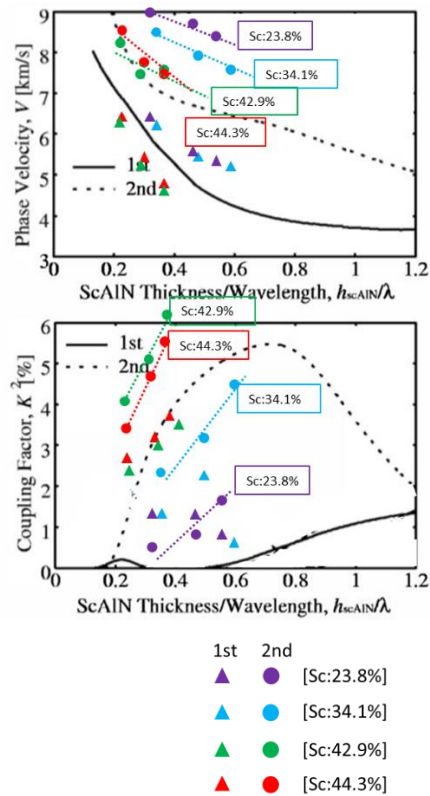 9
8
7
6
5
4
3
Phase Velocity, V [km/s]
Sc:23.8%
Sc:34.1%
Sc:42.9%
Sc:44.3%
1st
2nd
0 0.2 0.4 0.6 0.8 1.0 1.2
ScAlN Thickness/Wavelength, hscAlN/λ
6
5
4
3
2
1
0
Coupling Factor, K² [%]
1st
2nd
Sc:42.9%
Sc:44.3%
Sc:34.1%
Sc:23.8%
0 0.2 0.4 0.6 0.8 1.0 1.2
ScAlN Thickness/Wavelength, hscAlN/λ
1st 2nd
[Sc:23.8%]
[Sc:34.1%]
[Sc:42.9%]
[Sc:44.3%]